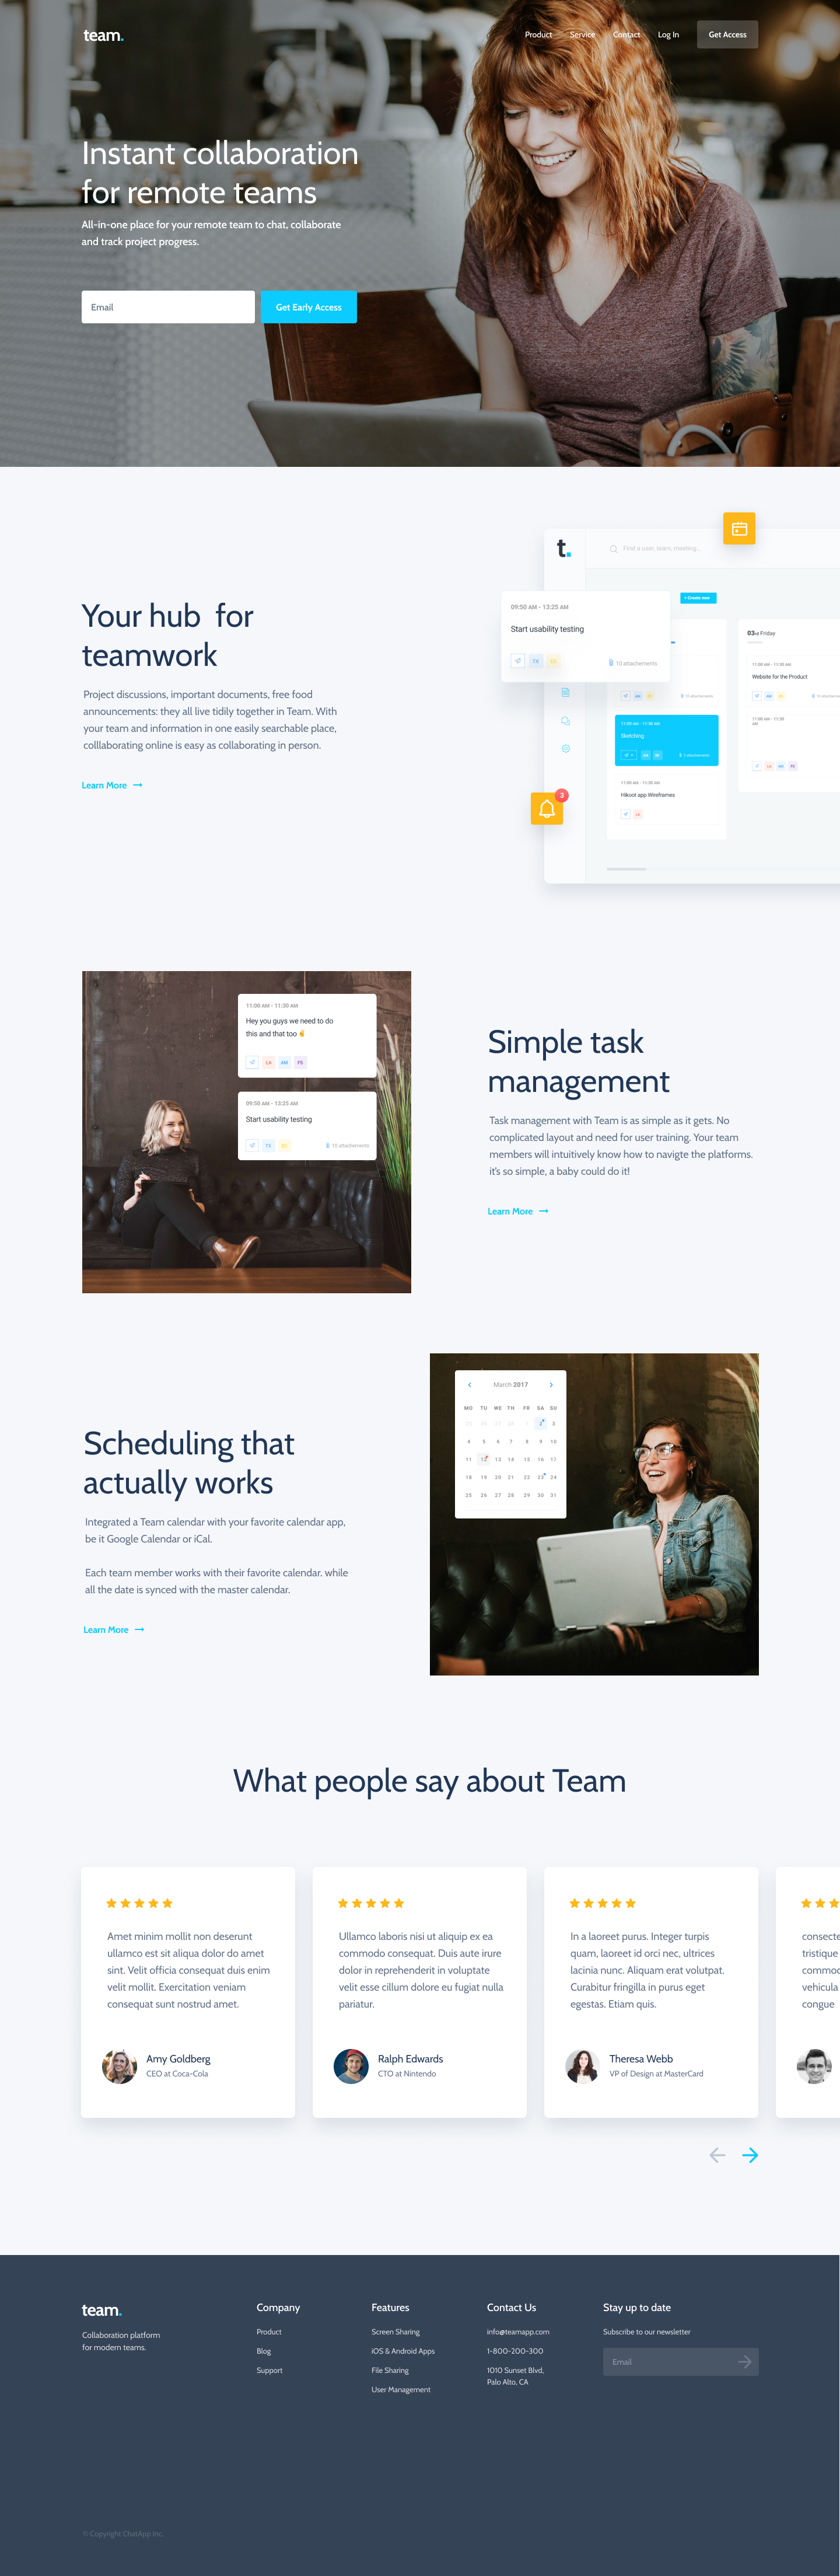 team.
Product
Service
Contact
Log In
Get Access
Instant collaboration
for remote teams
All-in-one place for your remote team to chat, collaborate
and track project progress.
Email
Get Early Access
Your hub for
teamwork
Project discussions, important documents, free food
announcements: they all live tidily together in Team. With
your team and information in one easily searchable place,
colllaborating online is easy as collaborating in person.
Learn More
t.
Find a user, team, meeting...
+ Create new
09:50 AM - 13:25 AM
Start usability testing
TX
10 attachements
AM
10 attachements
11:00 AM - 11:30 AM
Sketching
11:00 AM - 11:30 AM
Hikoot app Wireframes
LA
Friday
11:00 AM - 11:30 AM
Website for the Product
AM
11:00 AM - 11:30
AM
LA
AM
FS
3
11:00 AM - 11:30 AM
Hey you guys we need to do
this and that too
LA
AM
FS
09:50 AM - 13:25 AM
Start usability testing
TX
10 attachements
Simple task
management
Task management with Team is as simple as it gets. No
complicated layout and need for user training. Your team
members will intuitively know how to navigte the platforms.
it's so simple, a baby could do it!
Learn More
Scheduling that
actually works
Integrated a Team calendar with your favorite calendar app,
be it Google Calendar or iCal.
Each team member works with their favorite calendar. while
all the date is synced with the master calendar.
Learn More
March 2017
MO TU WE TH FR SA SU
25 26 27 28 1 2 3
4 5 6 7 8 9 10
11 12 13 14 15 16 17
18 19 20 21 22 23 24
25 26 27 28 29 30 31
SAMSUNG
What people say about Team
Amet minim mollit non deserunt
ullamco est sit aliqua dolor do amet
sint. Velit officia consequat duis enim
velit mollit. Exercitation veniam
consequat sunt nostrud amet.
Amy Goldberg
CEO at Coca-Cola
Ullamco laboris nisi ut aliquip ex ea
commodo consequat. Duis aute irure
dolor in reprehenderit in voluptate
velit esse cillum dolore eu fugiat nulla
pariatur.
Ralph Edwards
CTO at Nintendo
In a laoreet purus. Integer turpis
quam, laoreet id orci nec, ultrices
lacinia nunc. Aliquam erat volutpat.
Curabitur fringilla in purus eget
egestas. Etiam quis.
Theresa Webb
VP of Design at MasterCard
consecte
tristique
commod
vehicula
congue
team.
Collaboration platform
for modern teams.
Company
Product
Blog
Support
Features
Screen Sharing
iOS & Android Apps
File Sharing
User Management
Contact Us
info@teamapp.com
1-800-200-300
1010 Sunset Blvd,
Palo Alto, CA
Stay up to date
Subscribe to our newsletter
Email
© Copyright ChatApp Inc.